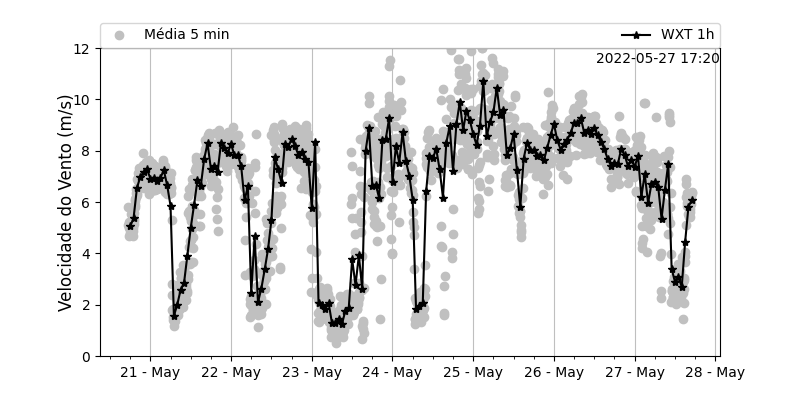 Média 5 min
WXT 1h
2022-05-27 17:20
Velocidade do Vento (m/s)
12
10
8
6
4
2
0
21 - May 22 - May 23 - May 24 - May 25 - May 26 - May 27 - May 28 - May